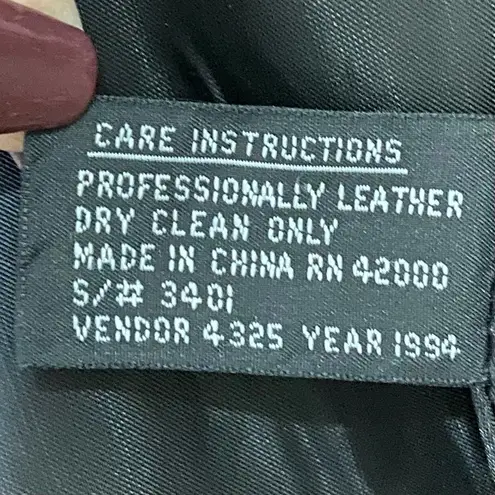 CARE INSTRUCTIONS
PROFESSIONALLY LEATHER
DRY CLEAN ONLY
MADE IN CHINA RN 42000
S/# 3401
VENDOR 4325 YEAR 1994